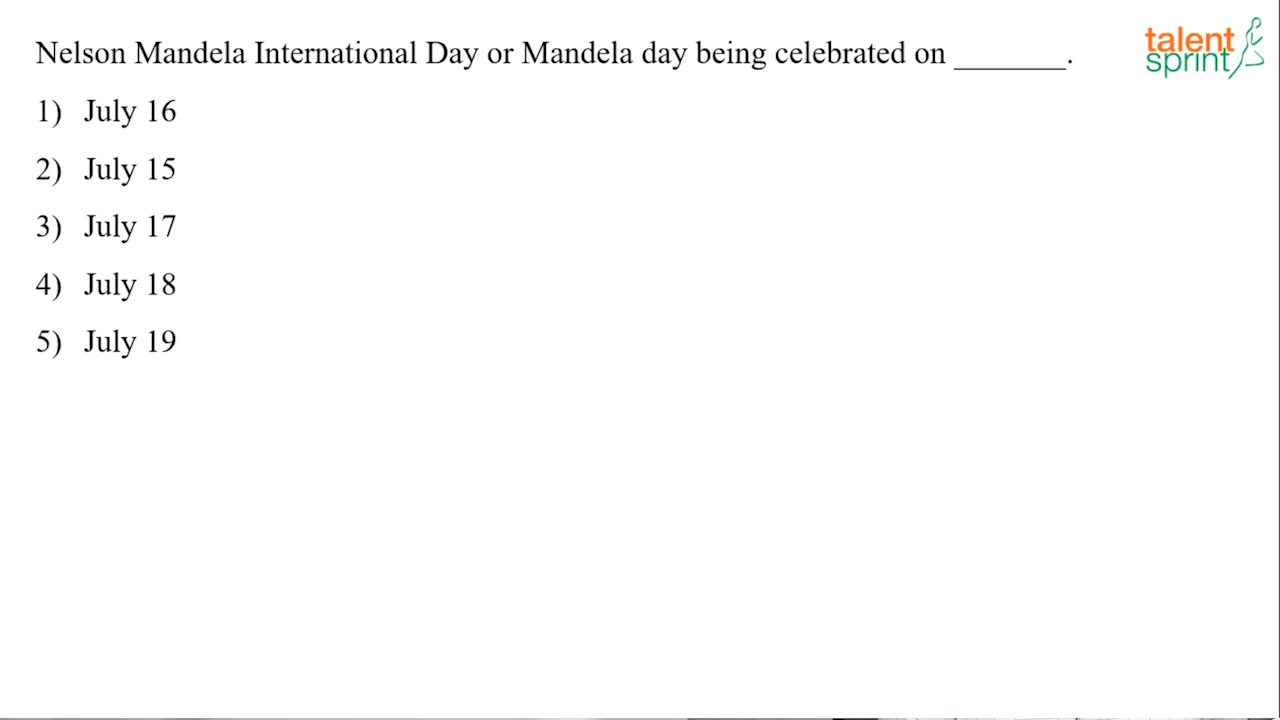 Nelson Mandela International Day or Mandela day being celebrated on _______.
1) July 16
2) July 15
3) July 17
4) July 18
5) July 19
talent
sprint